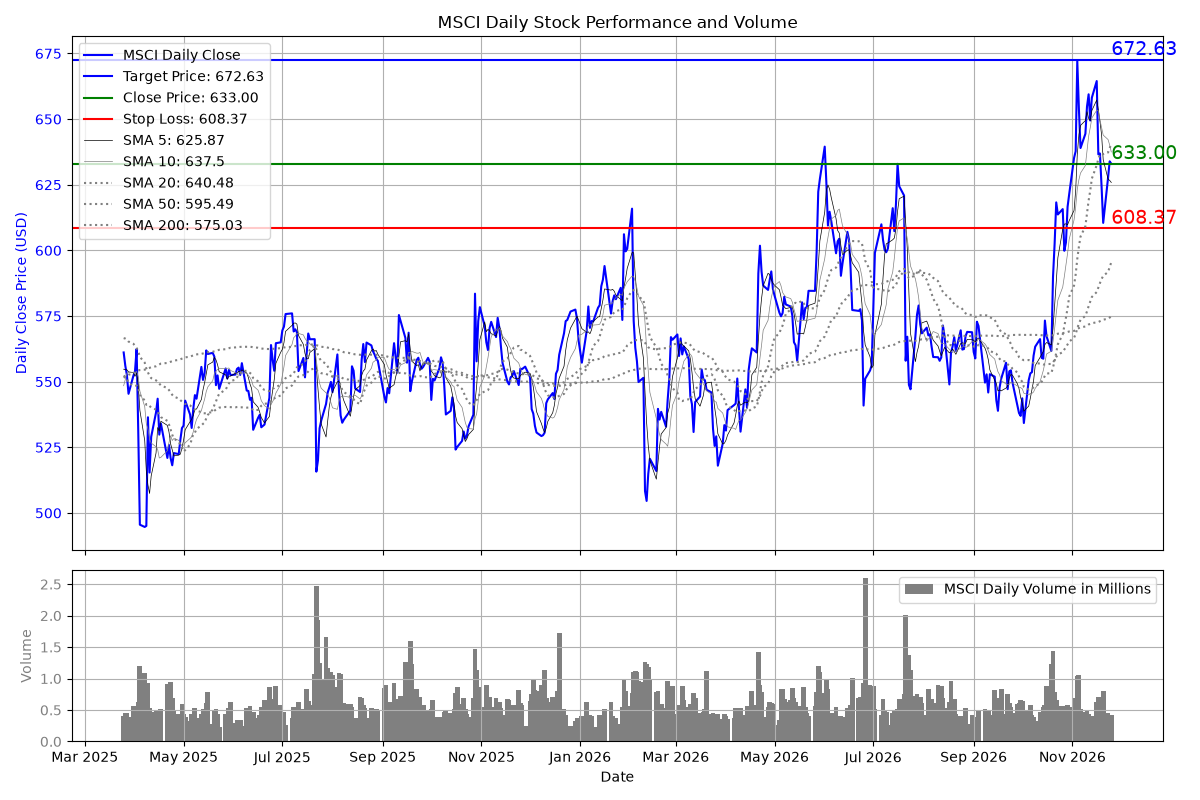 MSCI Daily Stock Performance and Volume
675
650
625
600
575
550
525
500
Daily Close Price (USD)
MSCI Daily Close
Target Price: 672.63
Close Price: 633.00
Stop Loss: 608.37
SMA 5: 625.87
SMA 10: 637.5
SMA 20: 640.48
SMA 50: 595.49
SMA 200: 575.03
672.63
633.00
608.37
2.5
2.0
1.5
1.0
0.5
0.0
Volume
MSCI Daily Volume in Millions
Mar 2025 May 2025 Jul 2025 Sep 2025 Nov 2025 Jan 2026 Mar 2026 May 2026 Jul 2026 Sep 2026 Nov 2026
Date